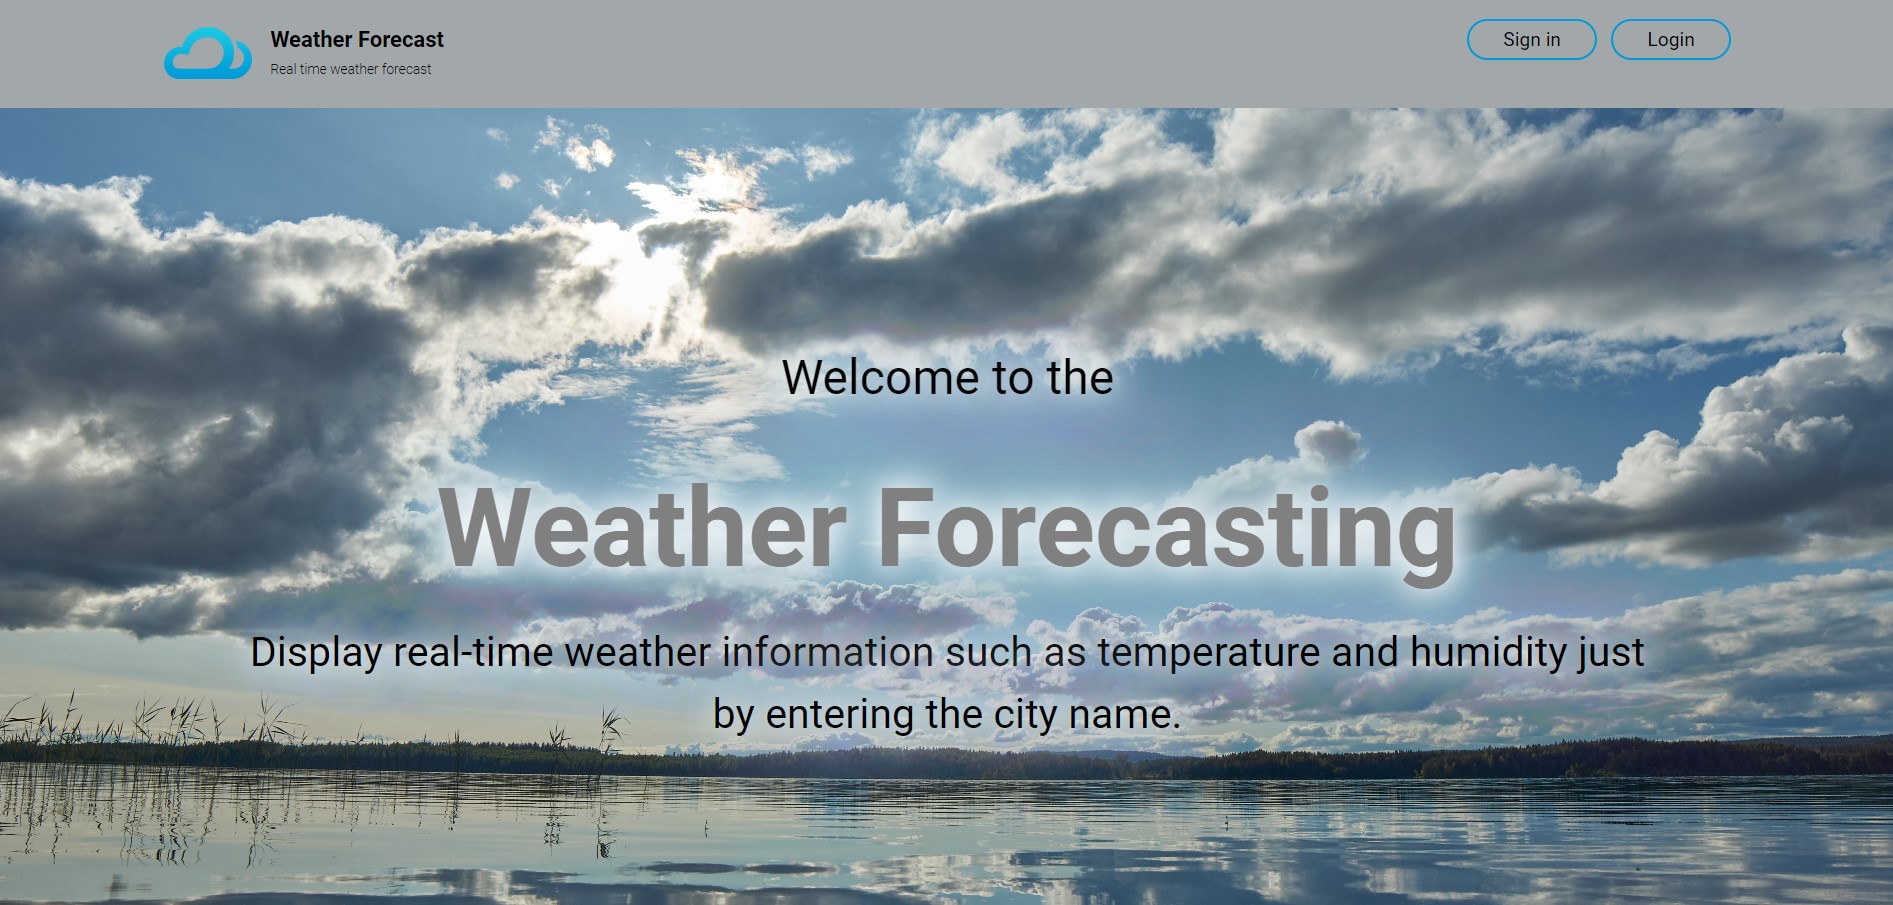 Weather Forecast
Real time weather forecast
Sign in
Login
Welcome to the
Weather Forecasting
Display real-time weather information such as temperature and humidity just
by entering the city name.